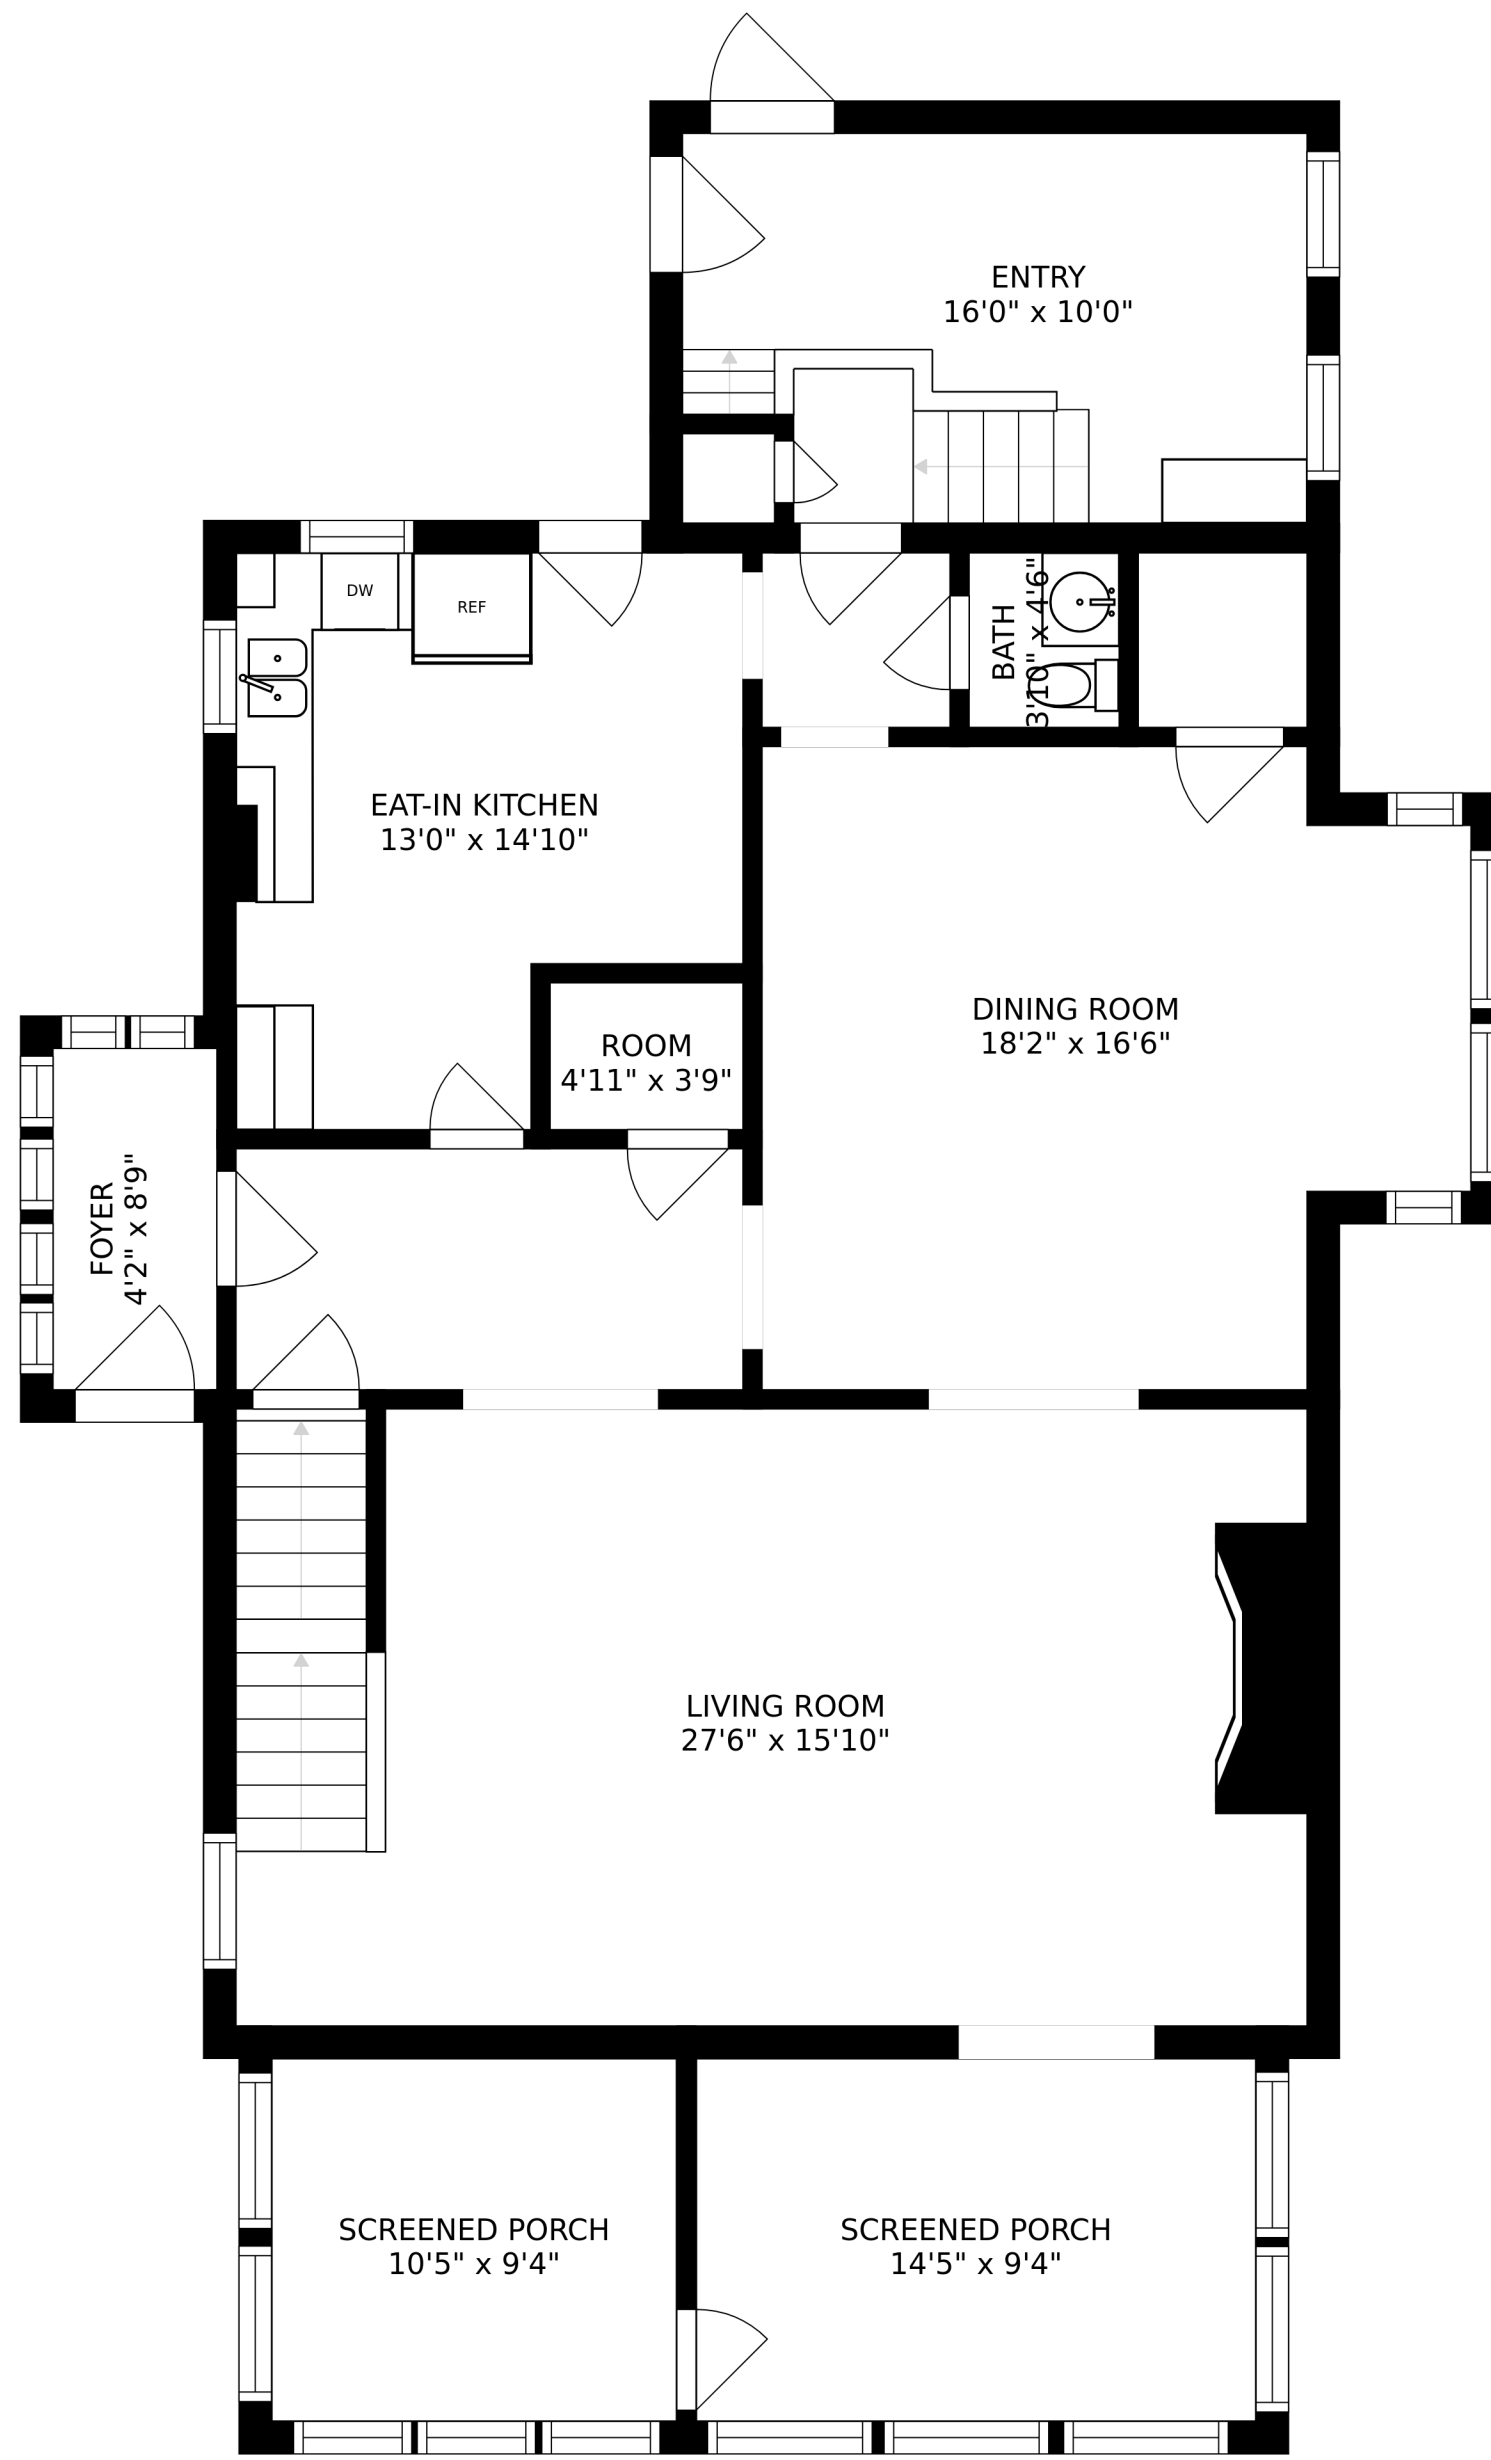 ENTRY
16'0" x 10'0"
DW
REF
BATH
3'10" x 4'6"
EAT-IN KITCHEN
13'0" x 14'10"
DINING ROOM
18'2" x 16'6"
ROOM
4'11" x 3'9"
FOYER
4'2" x 8'9"
LIVING ROOM
27'6" x 15'10"
SCREENED PORCH
10'5" x 9'4"
SCREENED PORCH
14'5" x 9'4"